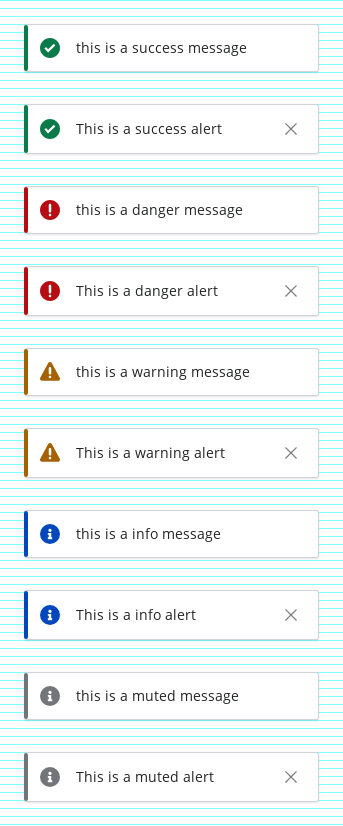 this is a success message
This is a success alert
this is a danger message
This is a danger alert
this is a warning message
This is a warning alert
this is a info message
This is a info alert
this is a muted message
This is a muted alert